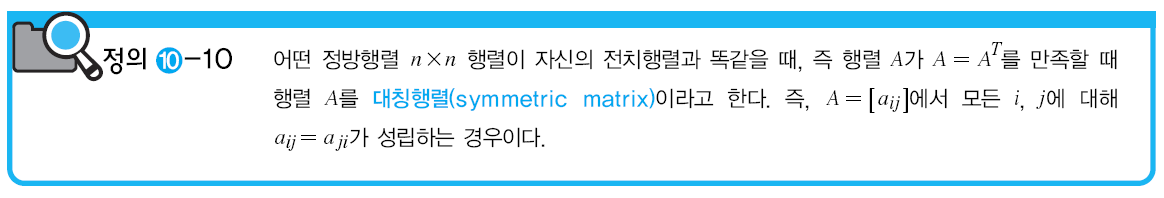 정의 10-10 어떤 정방행렬 n×n 행렬이 자신의 전치행렬과 똑같을 때, 즉 행렬 A가 A = A^T를 만족할 때
행렬 A를 대칭행렬(symmetric matrix)이라고 한다. 즉, A = [a_ij]에서 모든 i, j에 대해
a_ij = a_ji가 성립하는 경우이다.